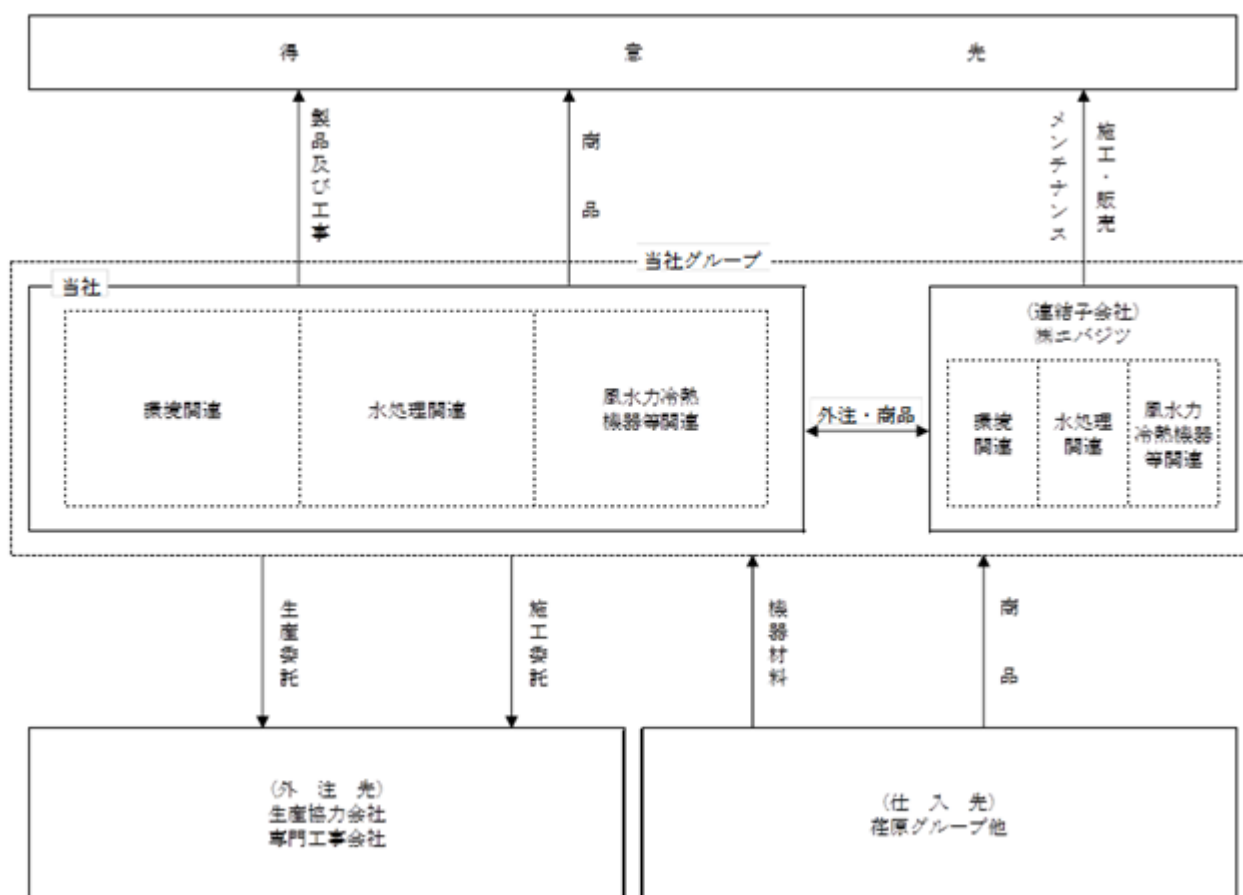 得意先
製品及び工事
商品
施工・販売
メンテナンス
当社グループ
当社
環境関連
水処理関連
風水力冷熱
機器等関連
外注・商品
(連結子会社)
㈱エバジツ
環境
関連
水処理
関連
風水力
冷熱機器
等関連
生産委託
施工委託
機器材料
商品
(外注先)
生産協力会社
専門工事会社
(仕入先)
荏原グループ他